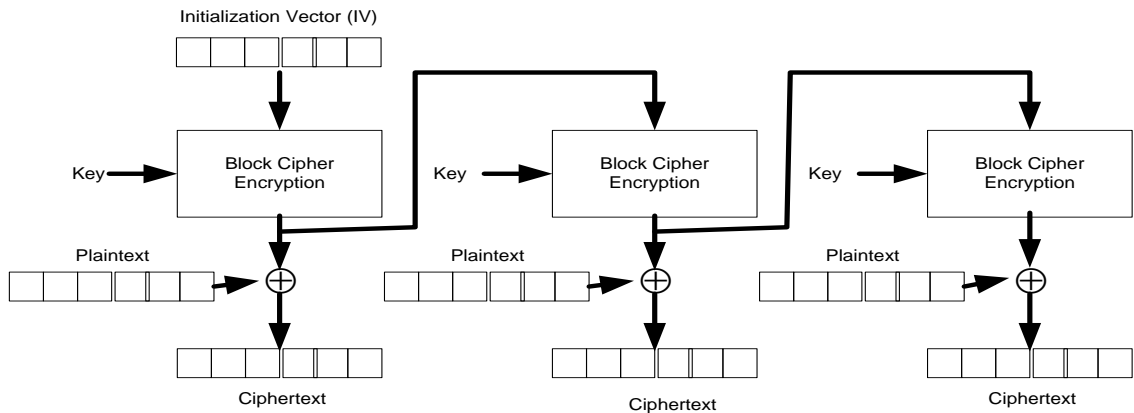 Initialization Vector (IV)
Key
Block Cipher
Encryption
Key
Block Cipher
Encryption
Key
Block Cipher
Encryption
Plaintext
Plaintext
Plaintext
Ciphertext
Ciphertext
Ciphertext